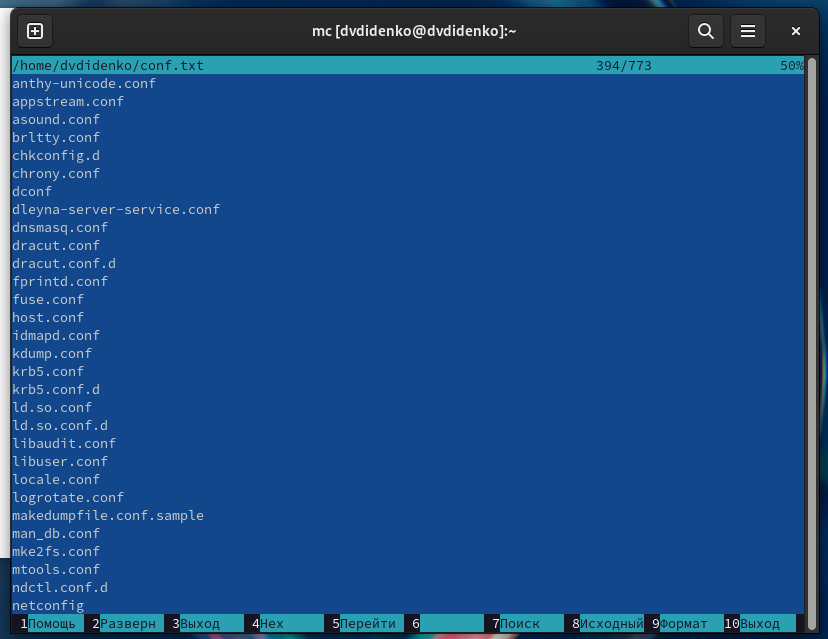 mc [dvdidenko@dvdidenko]:~
/home/dvdidenko/conf.txt 394/773 50%
anthy-unicode.conf
appstream.conf
asound.conf
brltty.conf
chkconfig.d
chrony.conf
dconf
dleyna-server-service.conf
dnsmasq.conf
dracut.conf
dracut.conf.d
fprintd.conf
fuse.conf
host.conf
idmapd.conf
kdump.conf
krb5.conf
krb5.conf.d
ld.so.conf
ld.so.conf.d
libaudit.conf
libuser.conf
locale.conf
logrotate.conf
makedumpfile.conf.sample
man_db.conf
mke2fs.conf
mtools.conf
ndctl.conf.d
netconfig
1Помощь 2Разверн 3Выход 4Hex 5Перейти 6 7Поиск 8Исходный 9Формат 10Выход